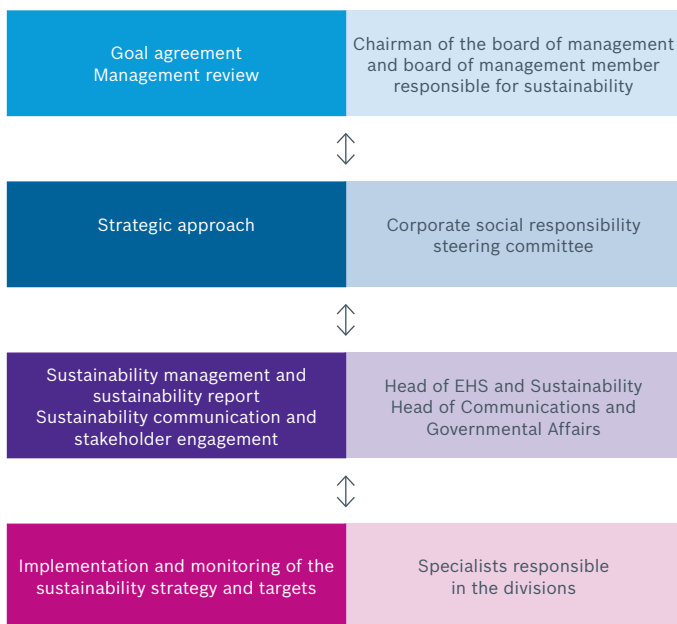 Goal agreement
Management review
Chairman of the board of management
and board of management member
responsible for sustainability
Strategic approach
Corporate social responsibility
steering committee
Sustainability management and
sustainability report
Sustainability communication and
stakeholder engagement
Head of EHS and Sustainability
Head of Communications and
Governmental Affairs
Implementation and monitoring of the
sustainability strategy and targets
Specialists responsible
in the divisions